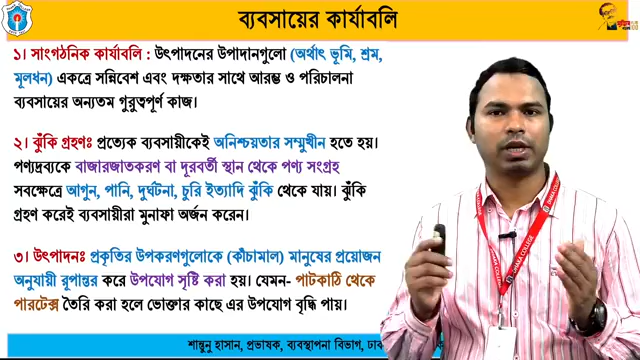 ব্যবসায়ের কার্যাবলি
১। সাংগঠনিক কার্যাবলি : উৎপাদনের উপাদানগুলো (অর্থাৎ ভূমি, শ্রম,
মূলধন) একত্রে সন্নিবেশ এবং দক্ষতার সাথে আরম্ভ ও পরিচালনা
ব্যবসায়ের অন্যতম গুরুত্বপূর্ণ কাজ।
২। ঝুঁকি গ্রহণঃ প্রত্যেক ব্যবসায়ীকেই অনিশ্চয়তার সম্মুখীন হতে হয়।
পণ্যদ্রব্যকে বাজারজাতকরণ বা দূরবর্তী স্থান থেকে পণ্য সংগ্রহ
সবক্ষেত্রে আগুন, পানি, দুর্ঘটনা, চুরি ইত্যাদি ঝুঁকি থেকে যায়। ঝুঁকি
গ্রহণ করেই ব্যবসায়ীরা মুনাফা অর্জন করেন।
৩। উৎপাদনঃ প্রকৃতির উপকরণগুলোকে (কাঁচামাল) মানুষের প্রয়োজন
অনুযায়ী রূপান্তর করে উপযোগ সৃষ্টি করা হয়। যেমন- পাটকাঠি থেকে
পারটেক্স তৈরি করা হলে ভোক্তার কাছে এর উপযোগ বৃদ্ধি পায়।
শান্তুনু হাসান, প্রভাষক, ব্যবস্থাপনা বিভাগ, ঢাক
DHAKA COLLEGE